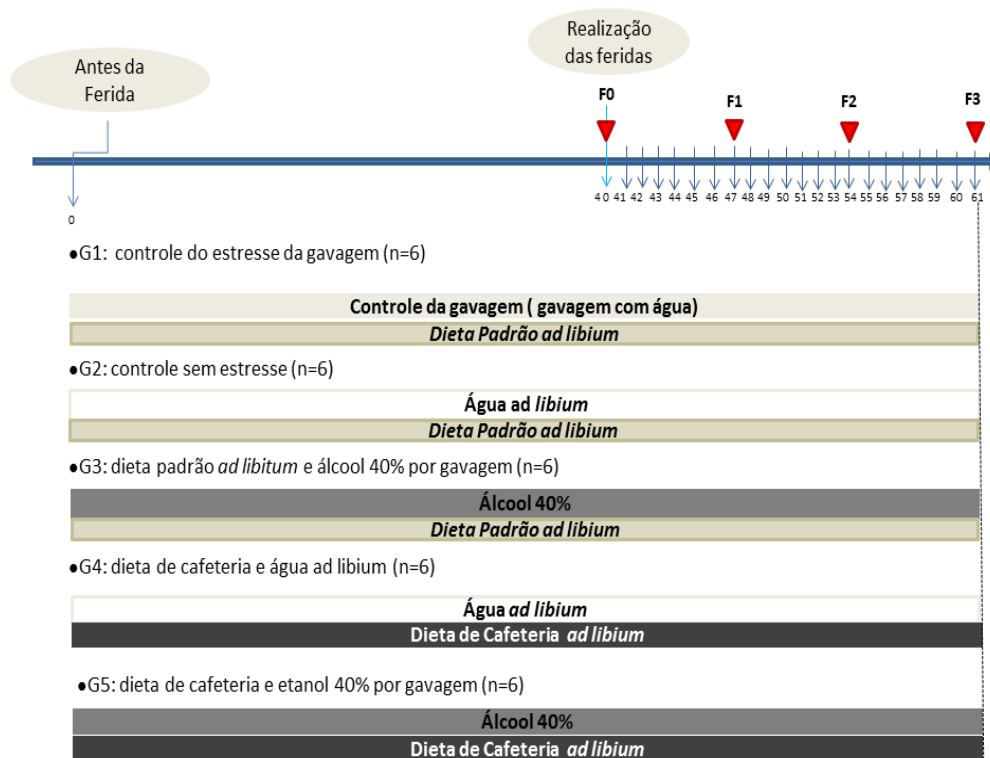 Realização
das feridas
Antes da
Ferida
F0
F1
F2
F3
0
40 41 42 43 44 45 46 47 48 49 50 51 52 53 54 55 56 57 58 59 60 61
●G1: controle do estresse da gavagem (n=6)
Controle da gavagem ( gavagem com água)
Dieta Padrão ad libium
●G2: controle sem estresse (n=6)
Água ad libium
Dieta Padrão ad libium
●G3: dieta padrão ad libitum e álcool 40% por gavagem (n=6)
Álcool 40%
Dieta Padrão ad libium
●G4: dieta de cafeteria e água ad libium (n=6)
Água ad libium
Dieta de Cafeteria ad libium
●G5: dieta de cafeteria e etanol 40% por gavagem (n=6)
Álcool 40%
Dieta de Cafeteria ad libium